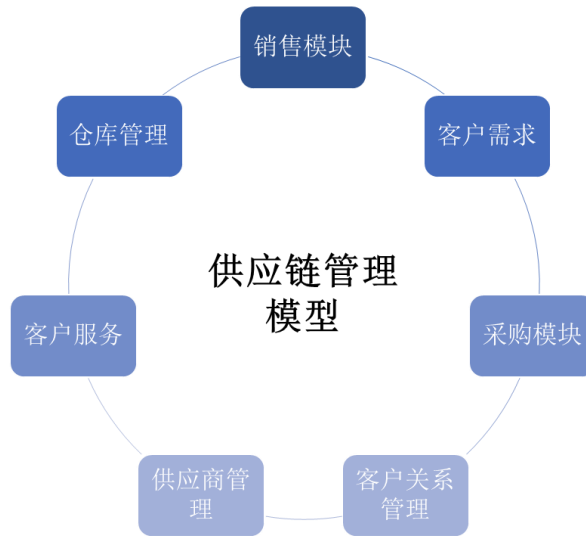 销售模块
仓库管理
客户需求
供应链管理
模型
客户服务
采购模块
供应商管
理
客户关系
管理